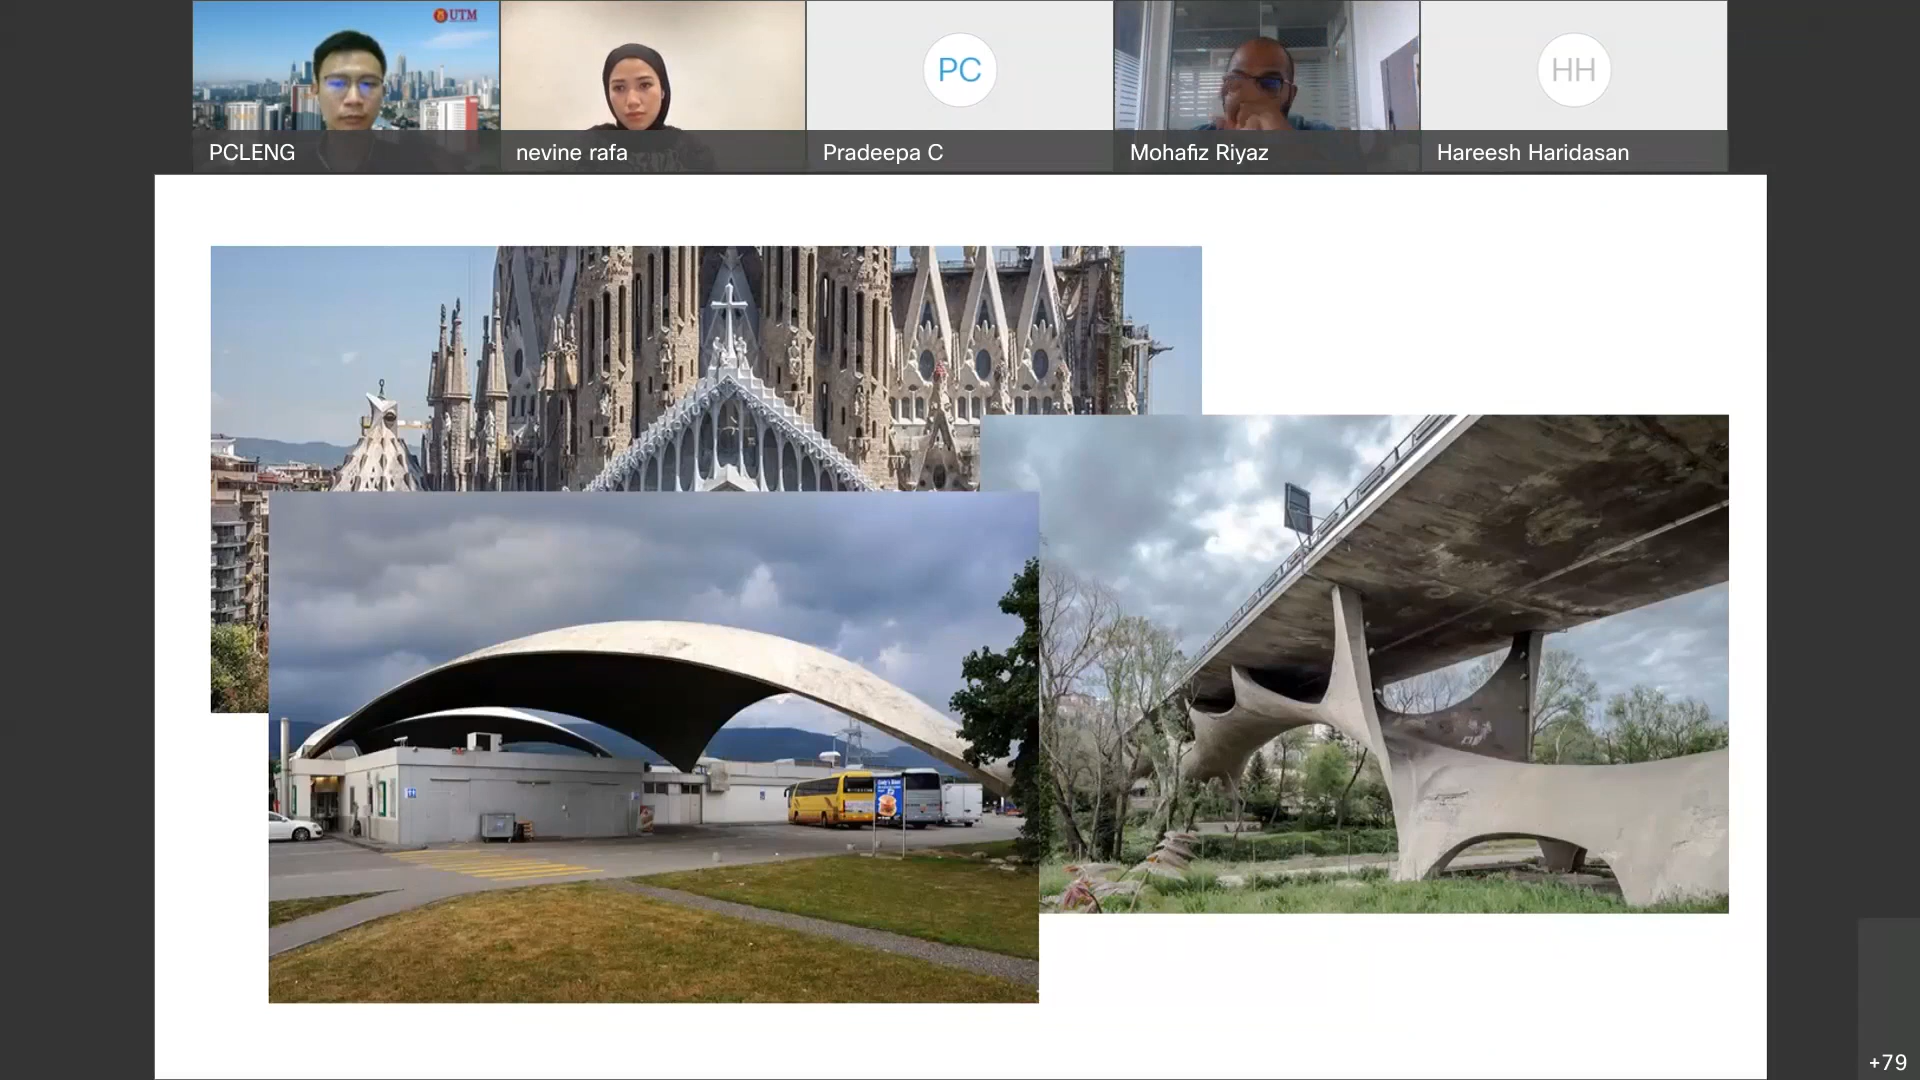 UTM
PC
HH
PCLENG
nevine rafa
Pradeepa C
Mohafiz Riyaz
Hareesh Haridasan
+79